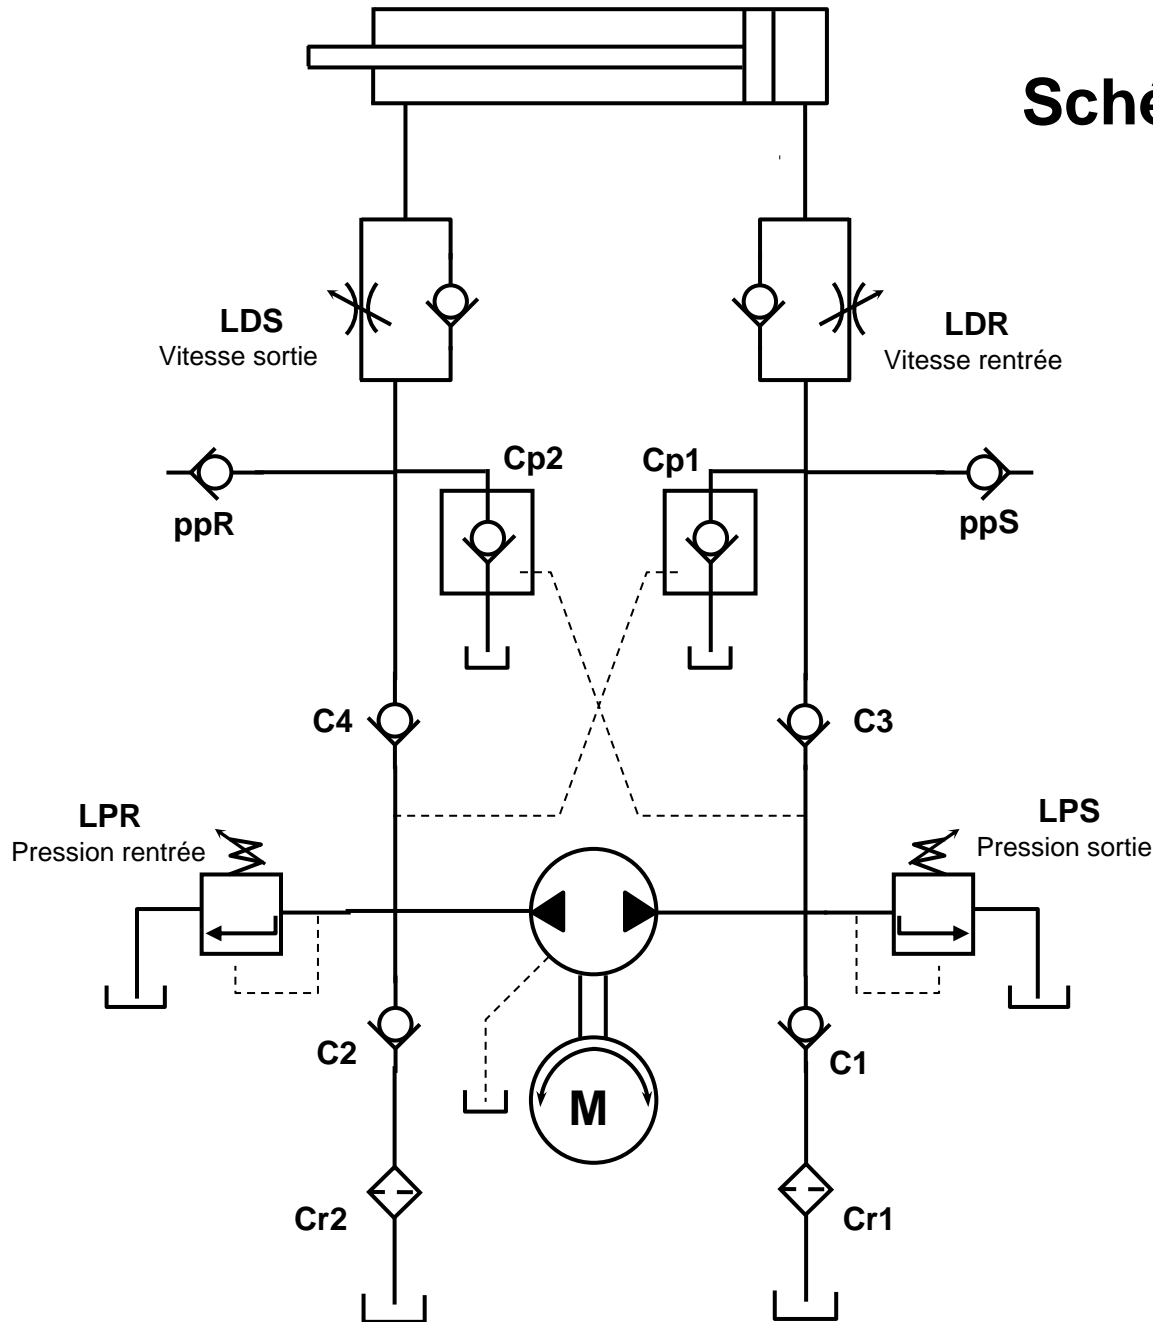 Sché
LDS
Vitesse sortie
LDR
Vitesse rentrée
Cp2
Cp1
ppR
ppS
C4
C3
LPR
Pression rentrée
LPS
Pression sortie
C2
M
C1
Cr2
Cr1